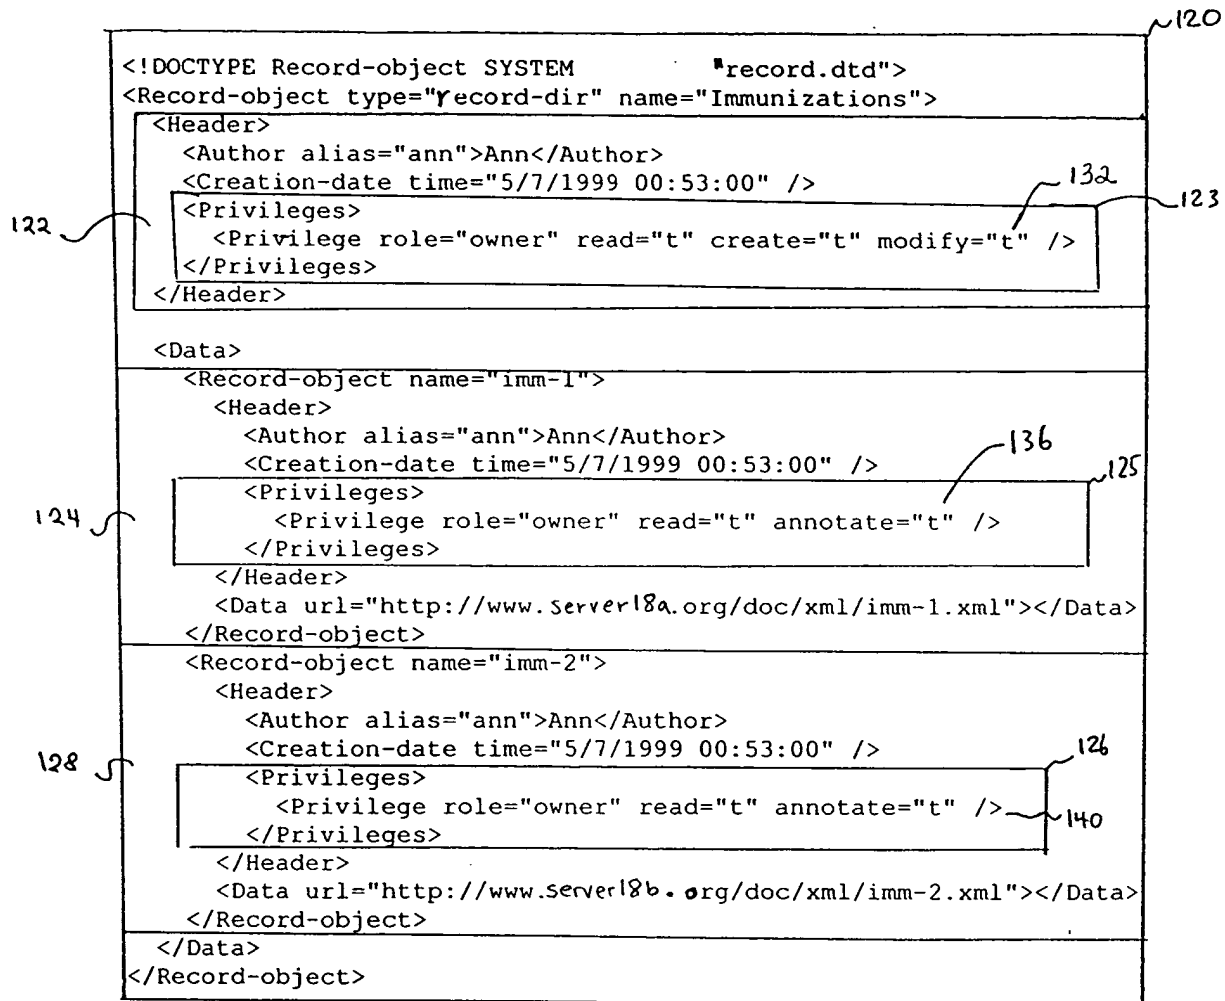 120
<!DOCTYPE Record-object SYSTEM "record.dtd">
<Record-object type="record-dir" name="Immunizations">
<Header>
<Author alias="ann">Ann</Author>
<Creation-date time="5/7/1999 00:53:00" />
132
123
<Privileges>
122
<Privilege role="owner" read="t" create="t" modify="t" />
</Privileges>
</Header>
<Data>
<Record-object name="imm-1">
<Header>
<Author alias="ann">Ann</Author>
136
<Creation-date time="5/7/1999 00:53:00" />
125
<Privileges>
124
<Privilege role="owner" read="t" annotate="t" />
</Privileges>
</Header>
<Data url="http://www.server18a.org/doc/xml/imm-1.xml"></Data>
</Record-object>
<Record-object name="imm-2">
<Header>
<Author alias="ann">Ann</Author>
<Creation-date time="5/7/1999 00:53:00" />
126
128
<Privileges>
<Privilege role="owner" read="t" annotate="t" />
140
</Privileges>
</Header>
<Data url="http://www.server18b.org/doc/xml/imm-2.xml"></Data>
</Record-object>
</Data>
</Record-object>